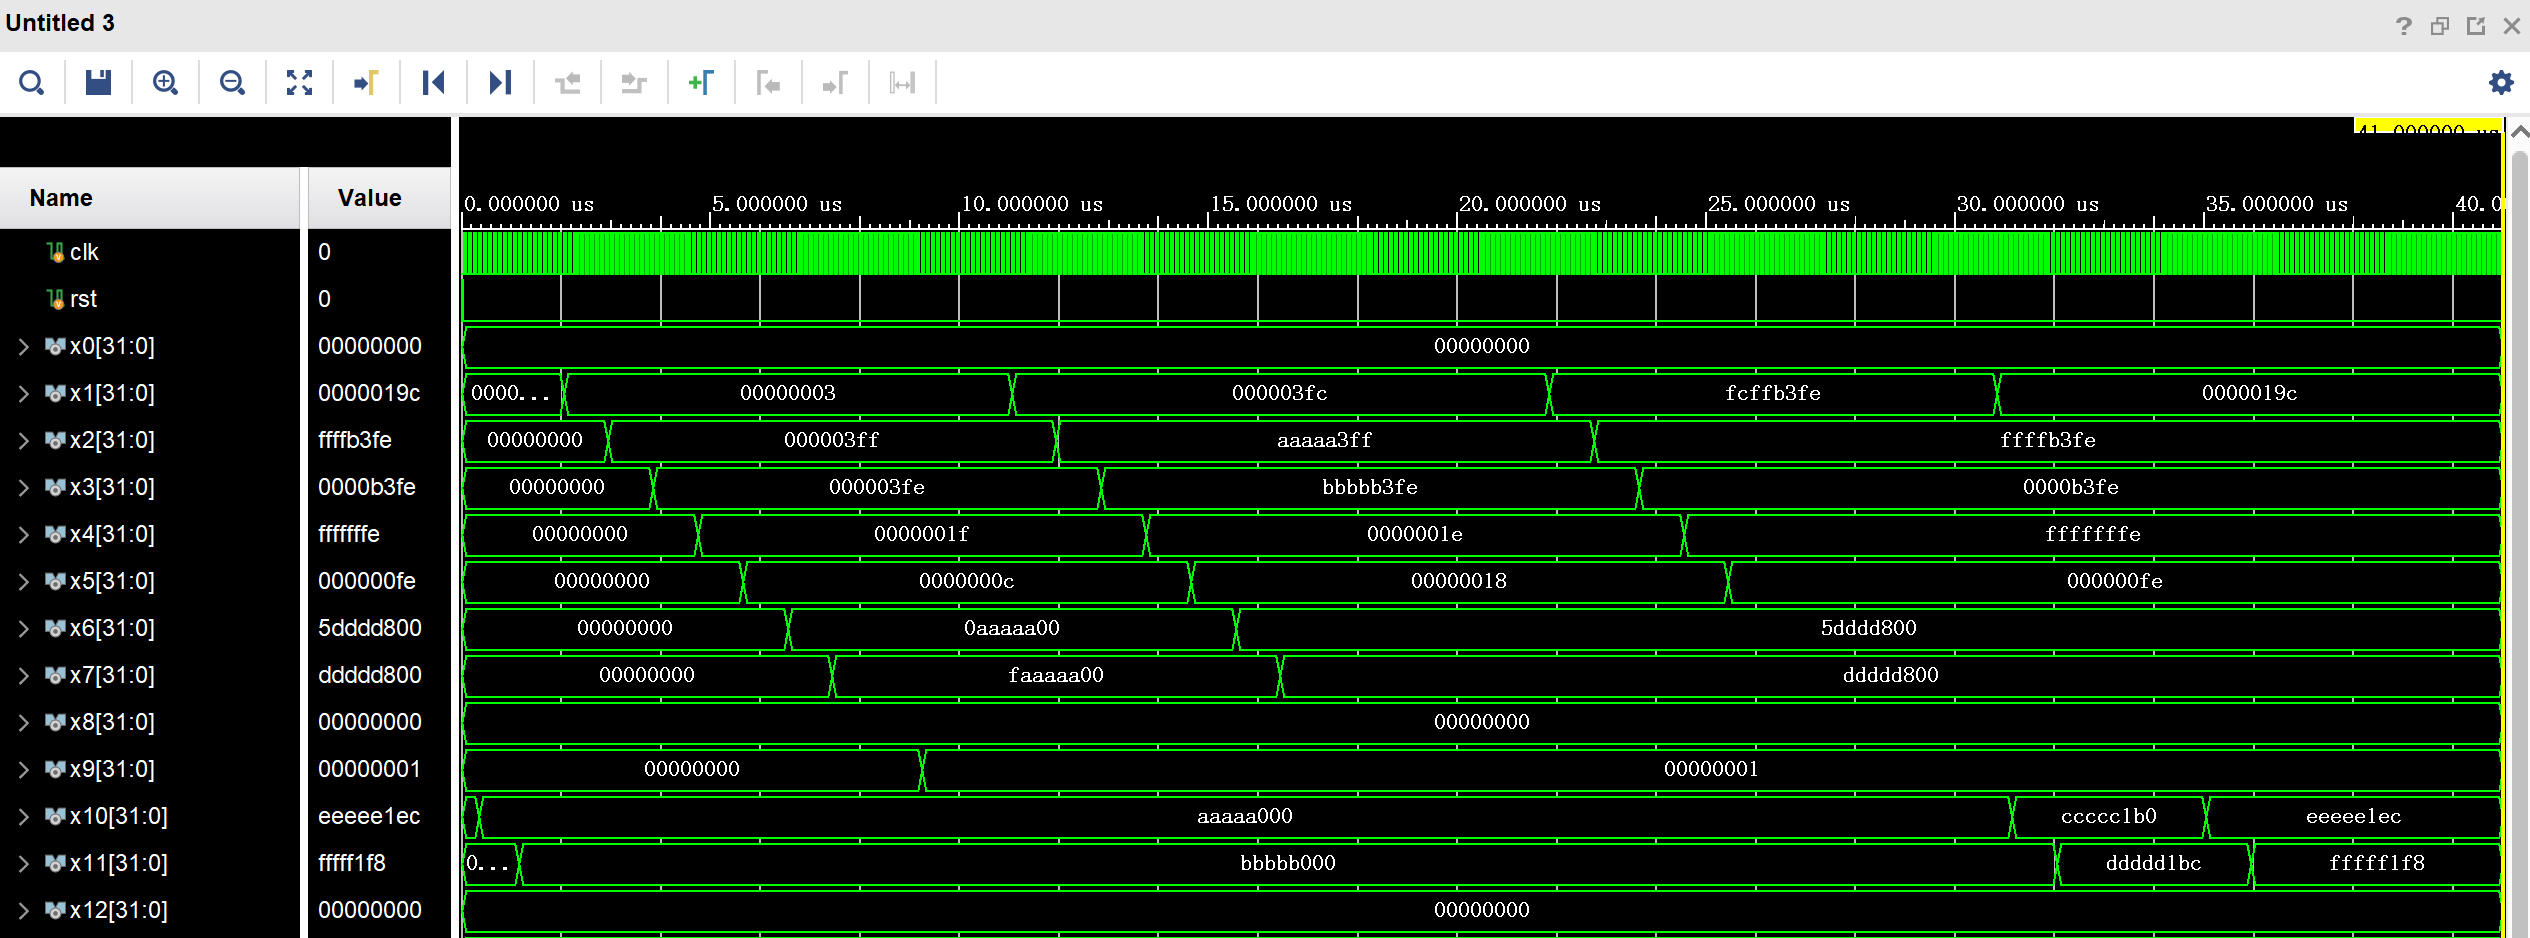 Untitled 3
41.000000 us
0.000000 us 5.000000 us 10.000000 us 15.000000 us 20.000000 us 25.000000 us 30.000000 us 35.000000 us 40.0
Name Value
clk 0
rst 0
x0[31:0] 00000000 00000000
x1[31:0] 0000019c 0000... 00000003 000003fc fcffb3fe 0000019c
x2[31:0] ffffb3fe 00000000 000003ff aaaaa3ff ffffb3fe
x3[31:0] 0000b3fe 00000000 000003fe bbbbb3fe 0000b3fe
x4[31:0] fffffffe 00000000 0000001f 0000001e fffffffe
x5[31:0] 000000fe 00000000 0000000c 00000018 000000fe
x6[31:0] 5dddd800 00000000 0aaaaa00 5dddd800
x7[31:0] ddddd800 00000000 faaaaa00 ddddd800
x8[31:0] 00000000 00000000
x9[31:0] 00000001 00000000 00000001
x10[31:0] eeeee1ec aaaaa000 ccccc1b0 eeeee1ec
x11[31:0] fffff1f8 0... bbbbb000 ddddd1bc fffff1f8
x12[31:0] 00000000 00000000